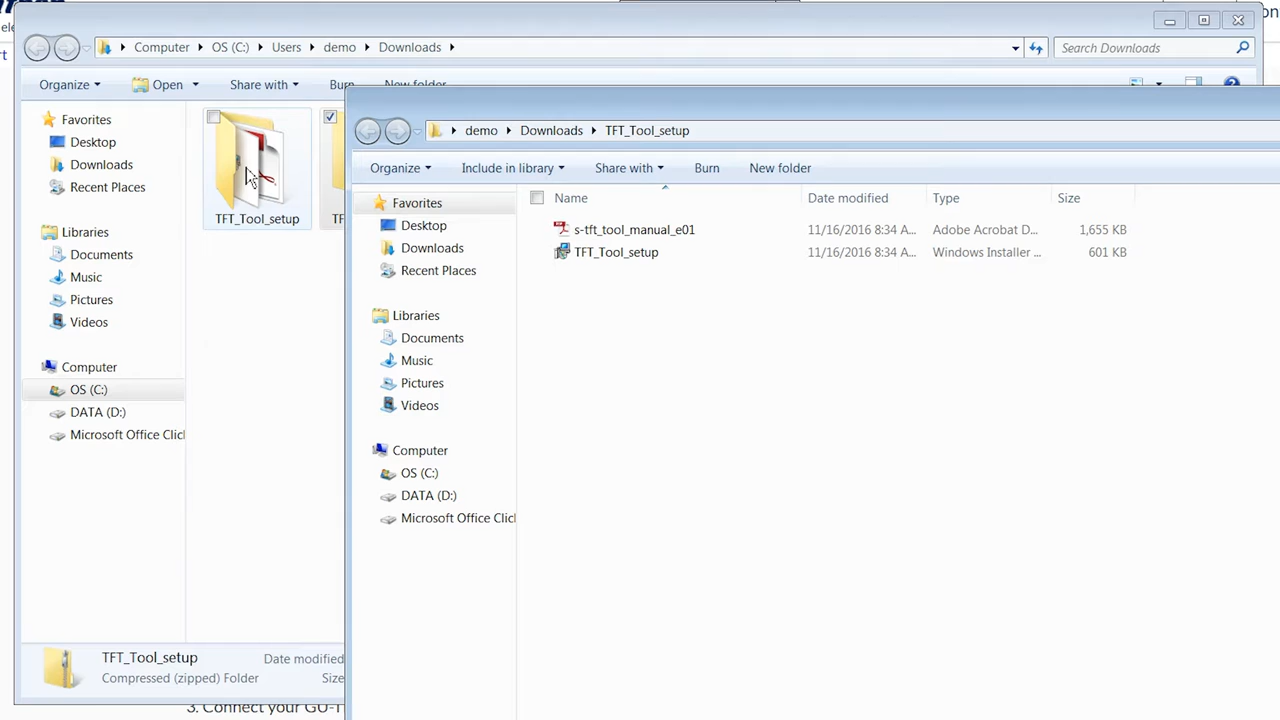 Computer OS (C:) Users demo Downloads
Search Downloads
Organize Open Share with Burn New folder
Favorites
Desktop
Downloads
Recent Places
Libraries
Documents
Music
Pictures
Videos
Computer
OS (C:)
DATA (D:)
Microsoft Office Clic
TFT_Tool_setup
TF
TFT_Tool_setup Date modified
Compressed (zipped) Folder Size
3. Connect your GO-T
demo Downloads TFT_Tool_setup
Organize Include in library Share with Burn New folder
Favorites
Desktop
Downloads
Recent Places
Libraries
Documents
Music
Pictures
Videos
Computer
OS (C:)
DATA (D:)
Microsoft Office Clic
Name Date modified Type Size
s-tft_tool_manual_e01 11/16/2016 8:34 A... Adobe Acrobat D... 1,655 KB
TFT_Tool_setup 11/16/2016 8:34 A... Windows Installer ... 601 KB